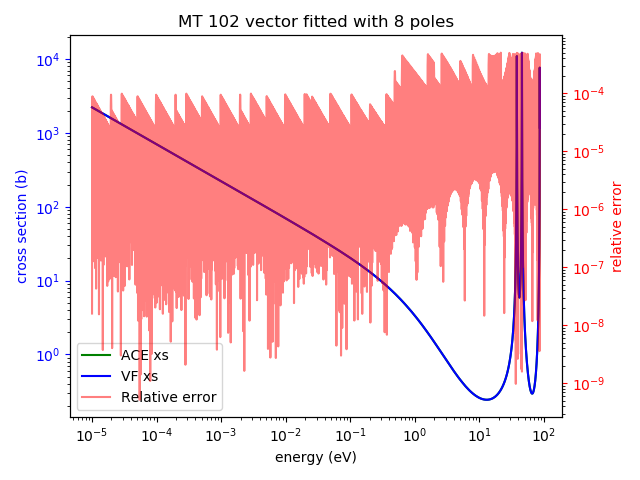 MT 102 vector fitted with 8 poles
10⁴
10³
10²
10¹
10⁰
cross section (b)
10⁻⁴
10⁻⁵
10⁻⁶
10⁻⁷
10⁻⁸
10⁻⁹
relative error
ACE xs
VF xs
Relative error
10⁻⁵ 10⁻⁴ 10⁻³ 10⁻² 10⁻¹ 10⁰ 10¹ 10²
energy (eV)